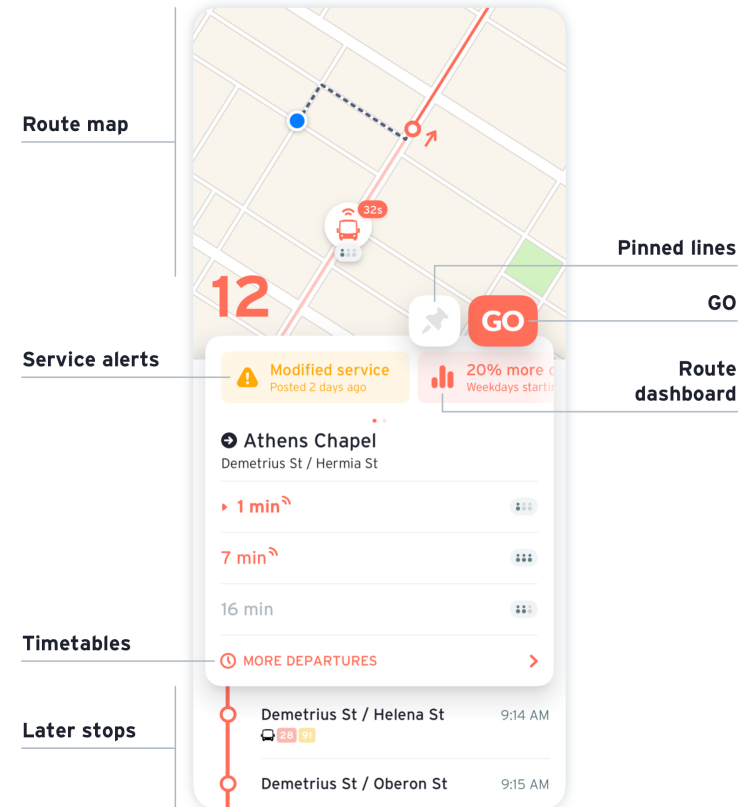 Route map
32s
Pinned lines
12
GO
GO
Service alerts
Modified service
Posted 2 days ago
20% more
Weekdays
Route
dashboard
Athens Chapel
Demetrius St / Hermia St
1 min
7 min
16 min
Timetables
MORE DEPARTURES
Later stops
Demetrius St / Helena St
9:14 AM
28
91
Demetrius St / Oberon St
9:15 AM